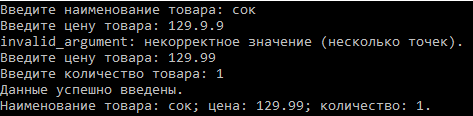 Введите наименование товара: сок
Введите цену товара: 129.9.9
invalid_argument: некорректное значение (несколько точек).
Введите цену товара: 129.99
Введите количество товара: 1
Данные успешно введены.
Наименование товара: сок; цена: 129.99; количество: 1.